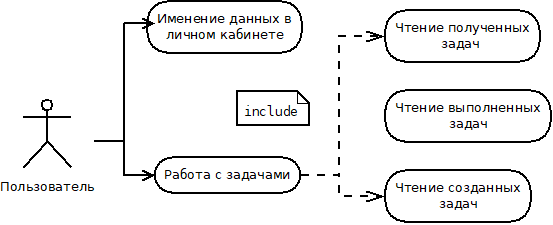 Именение данных в
личном кабинете
Чтение полученных
задач
include
Чтение выполненных
задач
Пользователь
Работа с задачами
Чтение созданных
задач